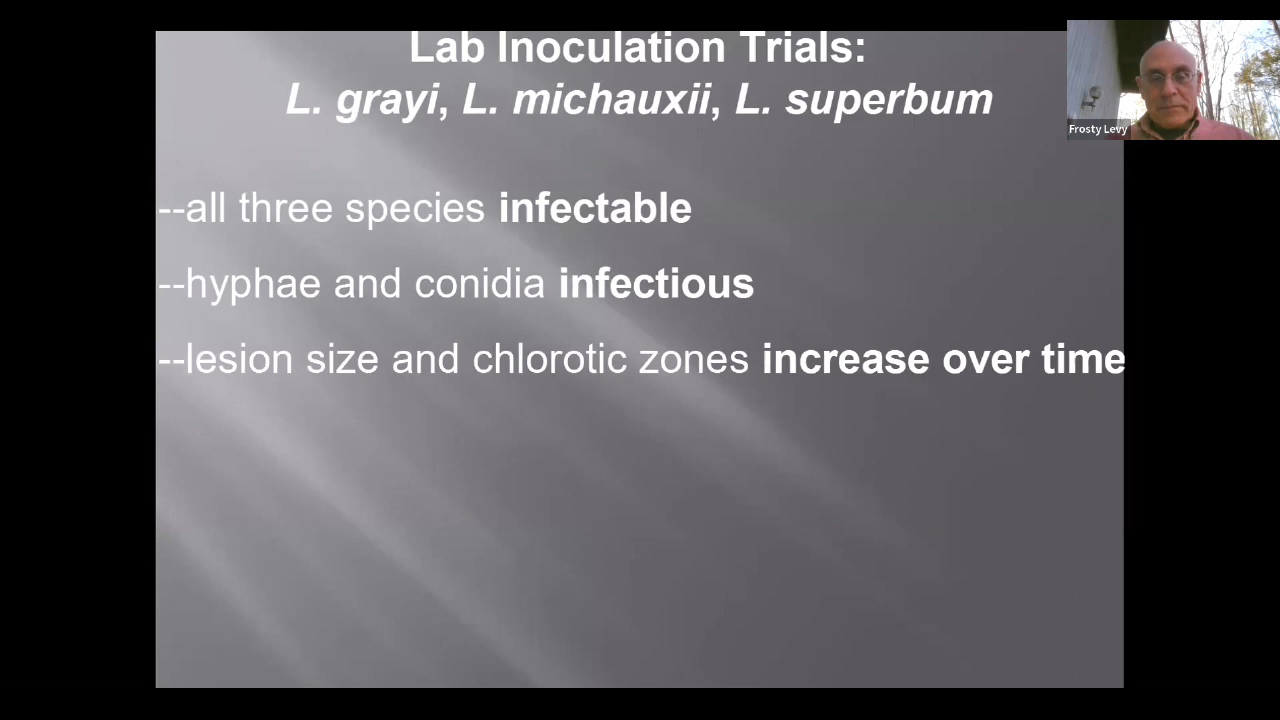 Lab Inoculation Trials:
L. grayi, L. michauxii, L. superbum
--all three species infectable
--hyphae and conidia infectious
--lesion size and chlorotic zones increase over time
Frosty Levy